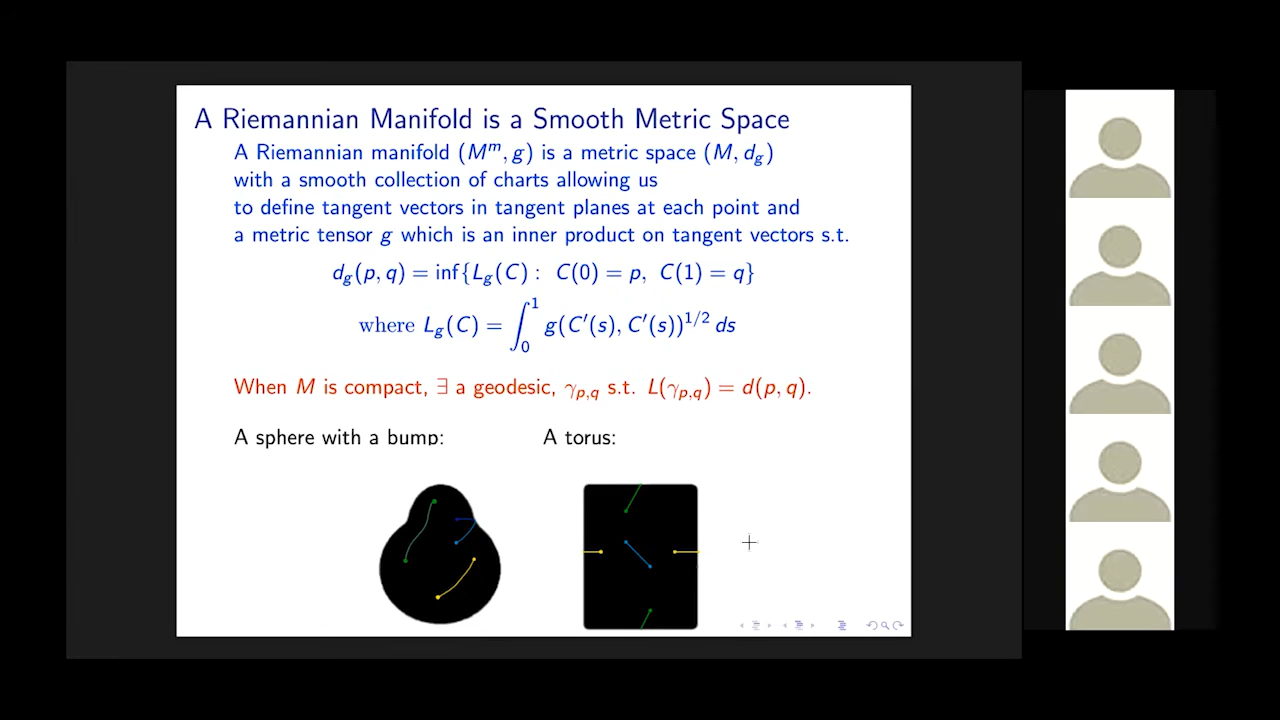 A Riemannian Manifold is a Smooth Metric Space
A Riemannian manifold (Mᵐ, g) is a metric space (M, d_g)
with a smooth collection of charts allowing us
to define tangent vectors in tangent planes at each point and
a metric tensor g which is an inner product on tangent vectors s.t.
d_g(p, q) = inf{L_g(C) : C(0) = p, C(1) = q}
where L_g(C) = ∫₀¹ g(C′(s), C′(s))^{1/2} ds
When M is compact, ∃ a geodesic, γ_{p,q} s.t. L(γ_{p,q}) = d(p, q).
A sphere with a bump: A torus: